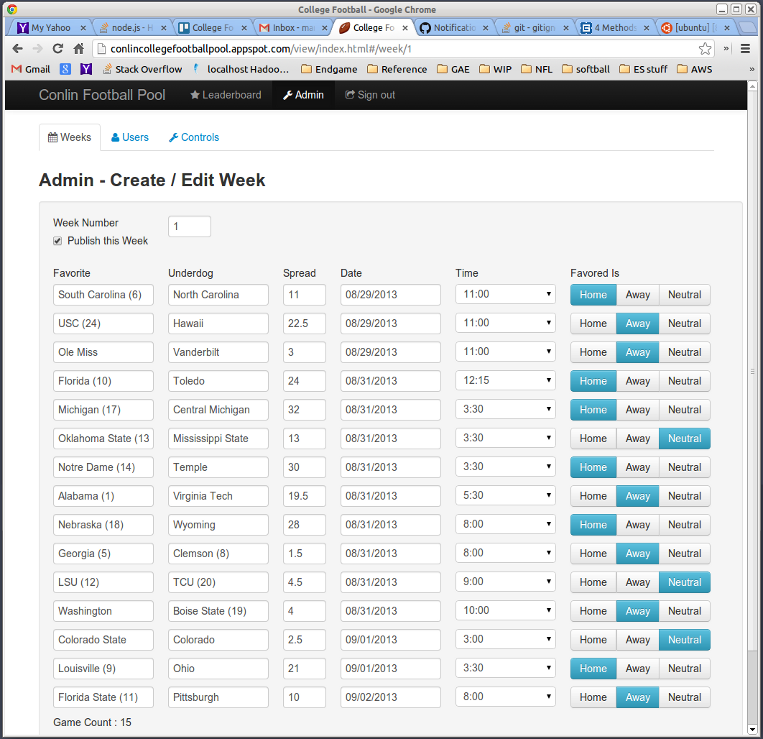 College Football - Google Chrome
My Yahoo
node.js - H
College Fo
Inbox - ma
College Fo
Notificatio
git - gitign
4 Methods
[ubuntu] [
conlincollegefootballpool.appspot.com/view/index.html#/week/1
Gmail Stack Overflow localhost Hadoo... Endgame Reference GAE WIP NFL softball ES stuff AWS »
Conlin Football Pool Leaderboard Admin Sign out
Weeks Users Controls
Admin - Create / Edit Week
Week Number 1
Publish this Week
Favorite Underdog Spread Date Time Favored Is
South Carolina (6) North Carolina 11 08/29/2013 11:00 Home Away Neutral
USC (24) Hawaii 22.5 08/29/2013 11:00 Home Away Neutral
Ole Miss Vanderbilt 3 08/29/2013 11:00 Home Away Neutral
Florida (10) Toledo 24 08/31/2013 12:15 Home Away Neutral
Michigan (17) Central Michigan 32 08/31/2013 3:30 Home Away Neutral
Oklahoma State (13 Mississippi State 13 08/31/2013 3:30 Home Away Neutral
Notre Dame (14) Temple 30 08/31/2013 3:30 Home Away Neutral
Alabama (1) Virginia Tech 19.5 08/31/2013 5:30 Home Away Neutral
Nebraska (18) Wyoming 28 08/31/2013 8:00 Home Away Neutral
Georgia (5) Clemson (8) 1.5 08/31/2013 8:00 Home Away Neutral
LSU (12) TCU (20) 4.5 08/31/2013 9:00 Home Away Neutral
Washington Boise State (19) 4 08/31/2013 10:00 Home Away Neutral
Colorado State Colorado 2.5 09/01/2013 3:00 Home Away Neutral
Louisville (9) Ohio 21 09/01/2013 3:30 Home Away Neutral
Florida State (11) Pittsburgh 10 09/02/2013 8:00 Home Away Neutral
Game Count : 15